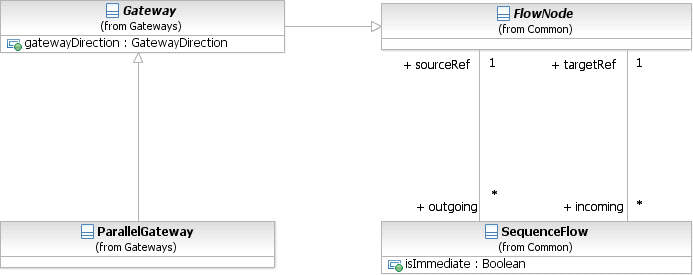 Gateway
(from Gateways)
gatewayDirection : GatewayDirection
FlowNode
(from Common)
+ sourceRef
1
+ targetRef
1
+ outgoing
*
+ incoming
*
ParallelGateway
(from Gateways)
SequenceFlow
(from Common)
isImmediate : Boolean